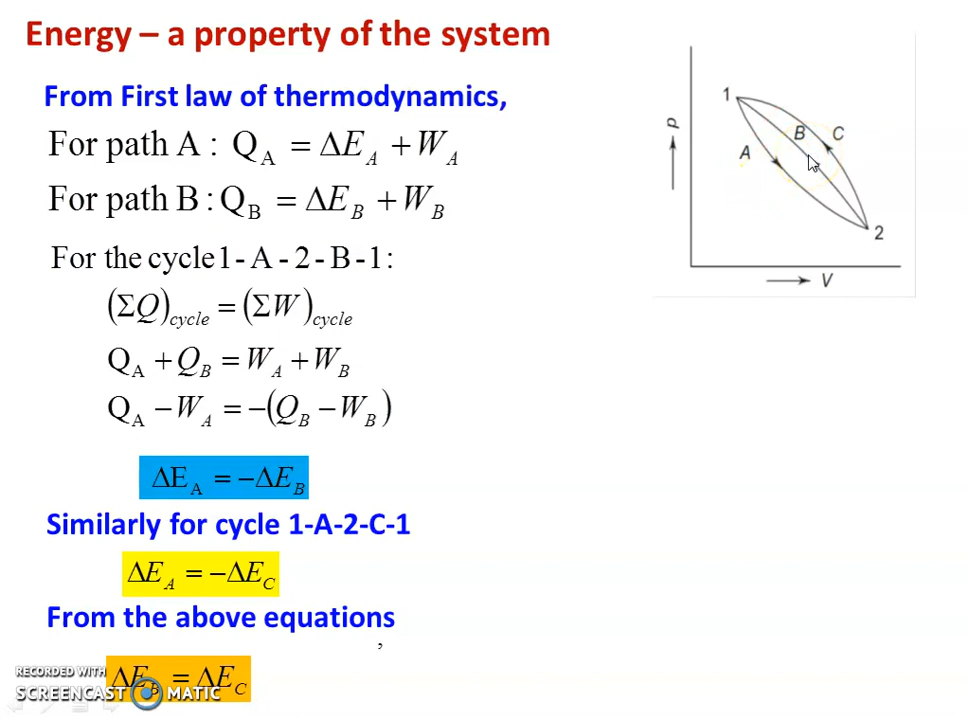 Energy – a property of the system
From First law of thermodynamics,
For path A : Q_A = ΔE_A + W_A
For path B : Q_B = ΔE_B + W_B
For the cycle 1 - A - 2 - B - 1 :
(ΣQ)_cycle = (ΣW)_cycle
Q_A + Q_B = W_A + W_B
Q_A − W_A = −(Q_B − W_B)
ΔE_A = −ΔE_B
Similarly for cycle 1-A-2-C-1
ΔE_A = −ΔE_C
From the above equations
,
ΔE_B = ΔE_C
p
1
B
C
A
2
V
RECORDED WITH
SCREENCAST MATIC